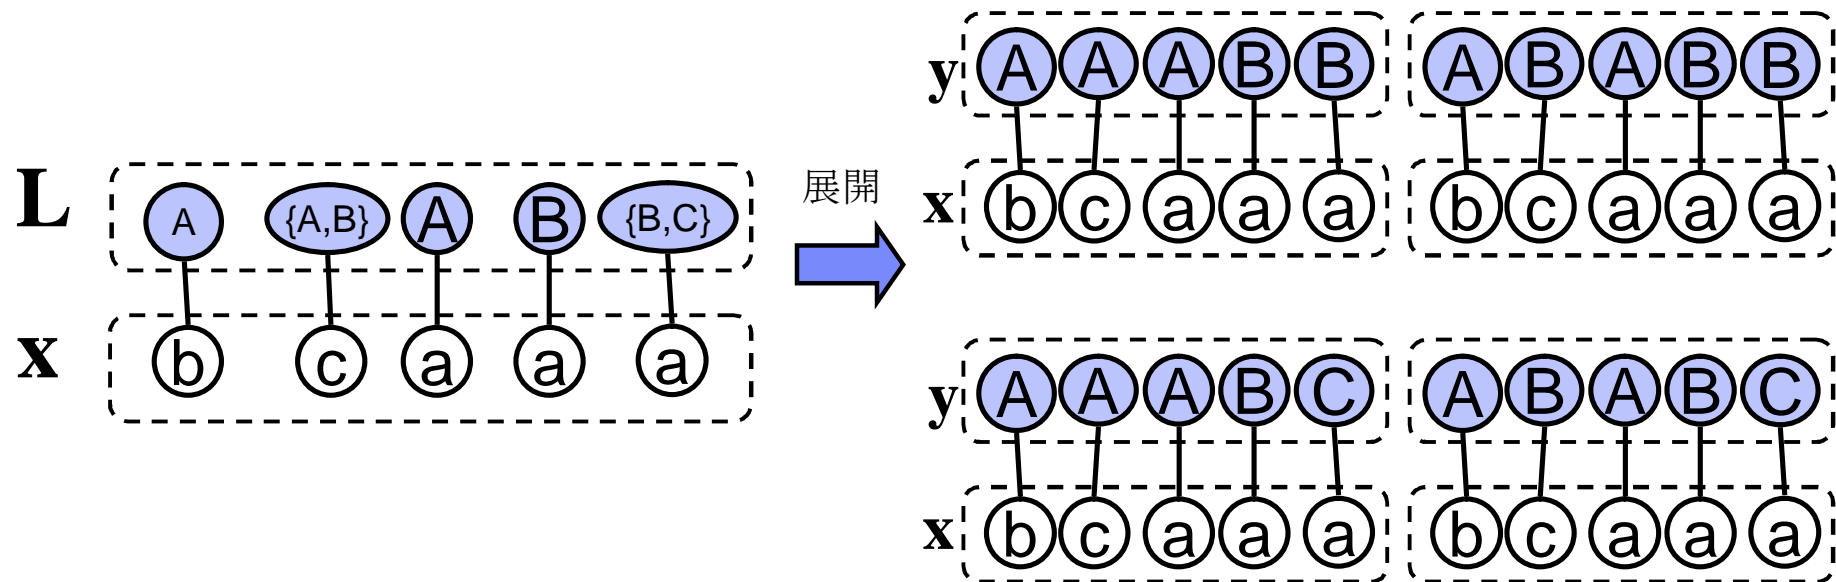 L A {A,B} A B {B,C}
x b c a a a
展開
y A A A B B
x b c a a a
y A B A B B
x b c a a a
y A A A B C
x b c a a a
A B A B C
b c a a a